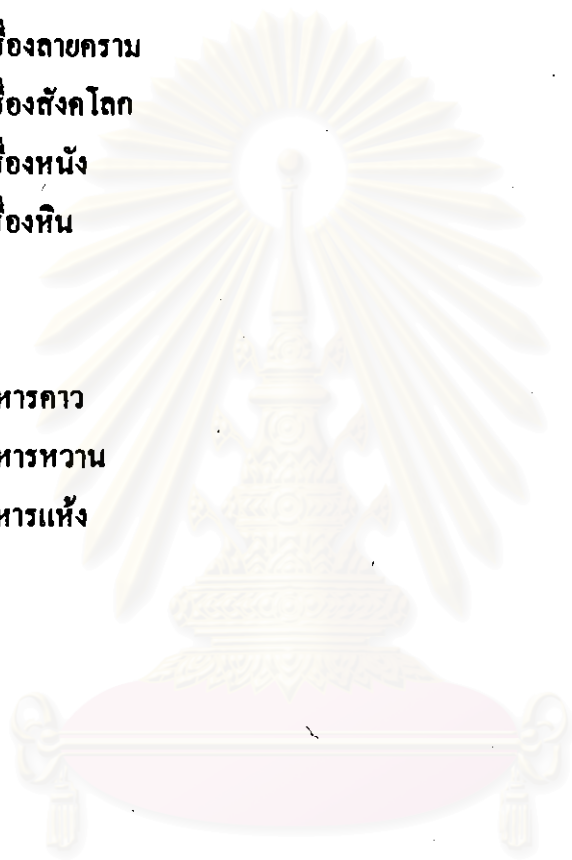 ื่องลายคราม
ื่องสังคโลก
ื่องหนัง
ื่องหิน
หารคาว
หารหวาน
หารแห้ง